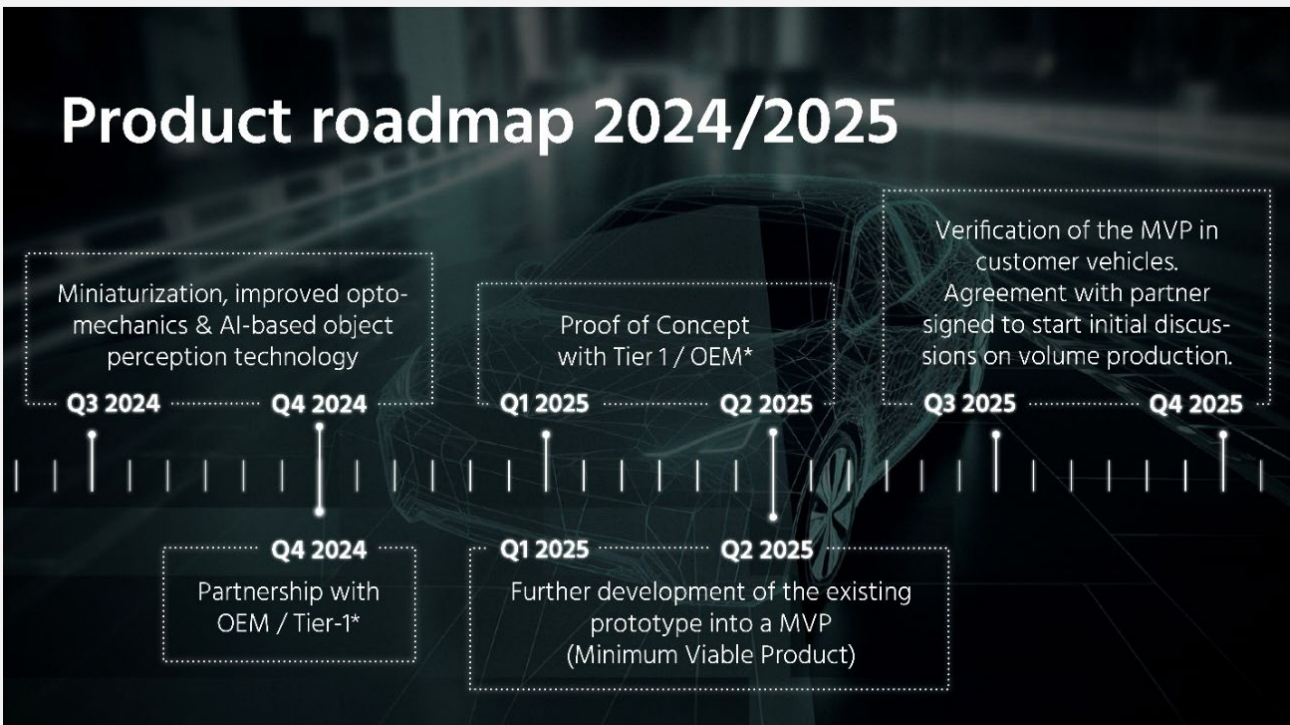 Product roadmap 2024/2025
Miniaturization, improved opto-
mechanics & AI-based object
perception technology
Q3 2024
Q4 2024
Proof of Concept
with Tier 1 / OEM*
Q1 2025
Q2 2025
Verification of the MVP in
customer vehicles.
Agreement with partner
signed to start initial discus-
sions on volume production.
Q3 2025
Q4 2025
Q4 2024
Partnership with
OEM / Tier-1*
Q1 2025
Q2 2025
Further development of the existing
prototype into a MVP
(Minimum Viable Product)